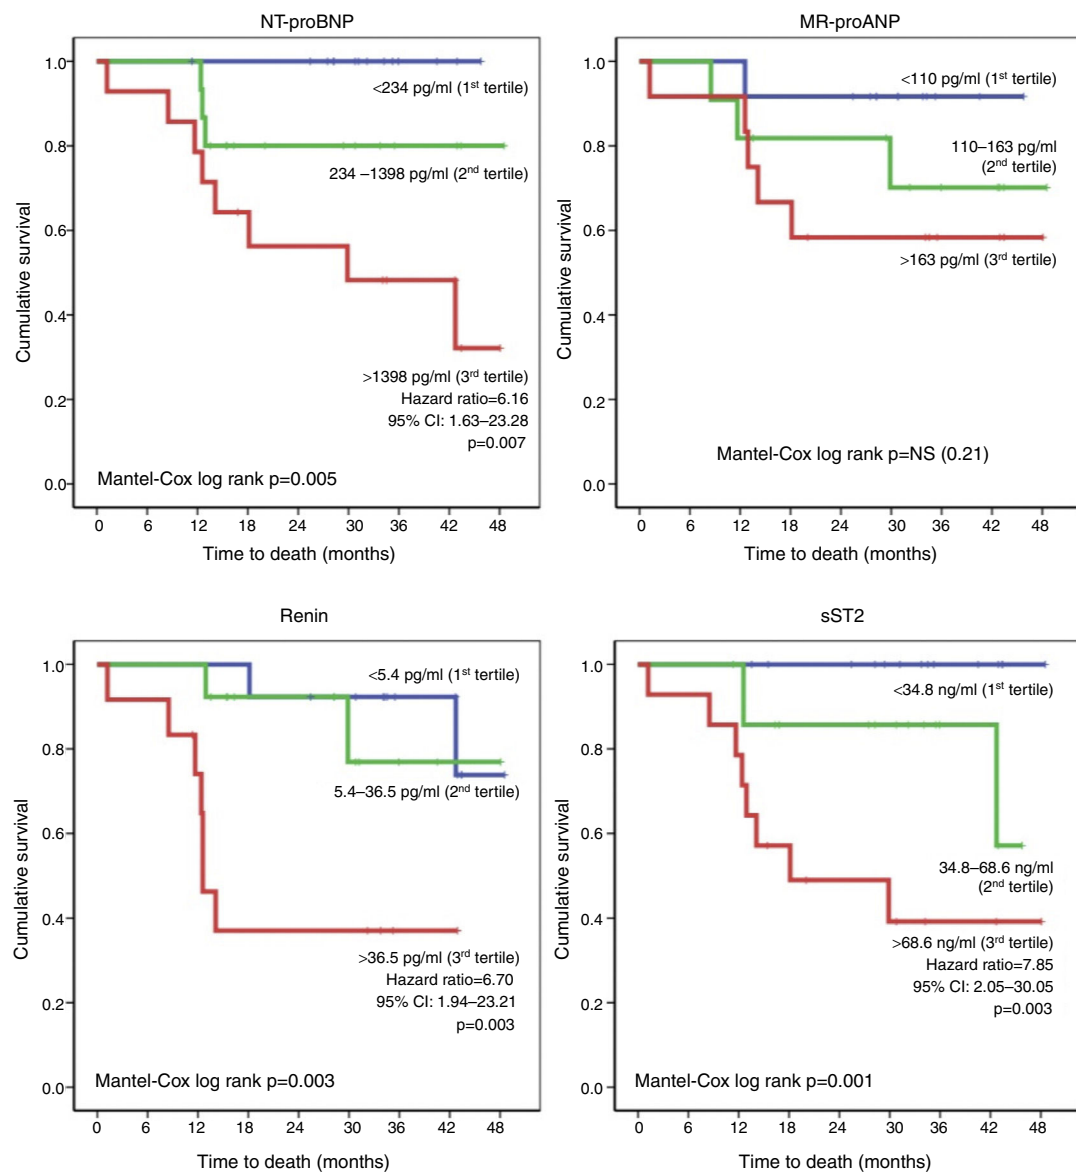 NT-proBNP
1.0
0.8
0.6
0.4
0.2
0.0
Cumulative survival
<234 pg/ml (1st tertile)
234 –1398 pg/ml (2nd tertile)
>1398 pg/ml (3rd tertile)
Hazard ratio=6.16
95% CI: 1.63–23.28
p=0.007
Mantel-Cox log rank p=0.005
0 6 12 18 24 30 36 42 48
Time to death (months)
MR-proANP
1.0
0.8
0.6
0.4
0.2
0.0
Cumulative survival
<110 pg/ml (1st tertile)
110–163 pg/ml
(2nd tertile)
>163 pg/ml (3rd tertile)
Mantel-Cox log rank p=NS (0.21)
0 6 12 18 24 30 36 42 48
Time to death (months)
Renin
1.0
0.8
0.6
0.4
0.2
0.0
Cumulative survival
<5.4 pg/ml (1st tertile)
5.4–36.5 pg/ml (2nd tertile)
>36.5 pg/ml (3rd tertile)
Hazard ratio=6.70
95% CI: 1.94–23.21
p=0.003
Mantel-Cox log rank p=0.003
0 6 12 18 24 30 36 42 48
Time to death (months)
sST2
1.0
0.8
0.6
0.4
0.2
0.0
Cumulative survival
<34.8 ng/ml (1st tertile)
34.8–68.6 ng/ml
(2nd tertile)
>68.6 ng/ml (3rd tertile)
Hazard ratio=7.85
95% CI: 2.05–30.05
p=0.003
Mantel-Cox log rank p=0.001
0 6 12 18 24 30 36 42 48
Time to death (months)